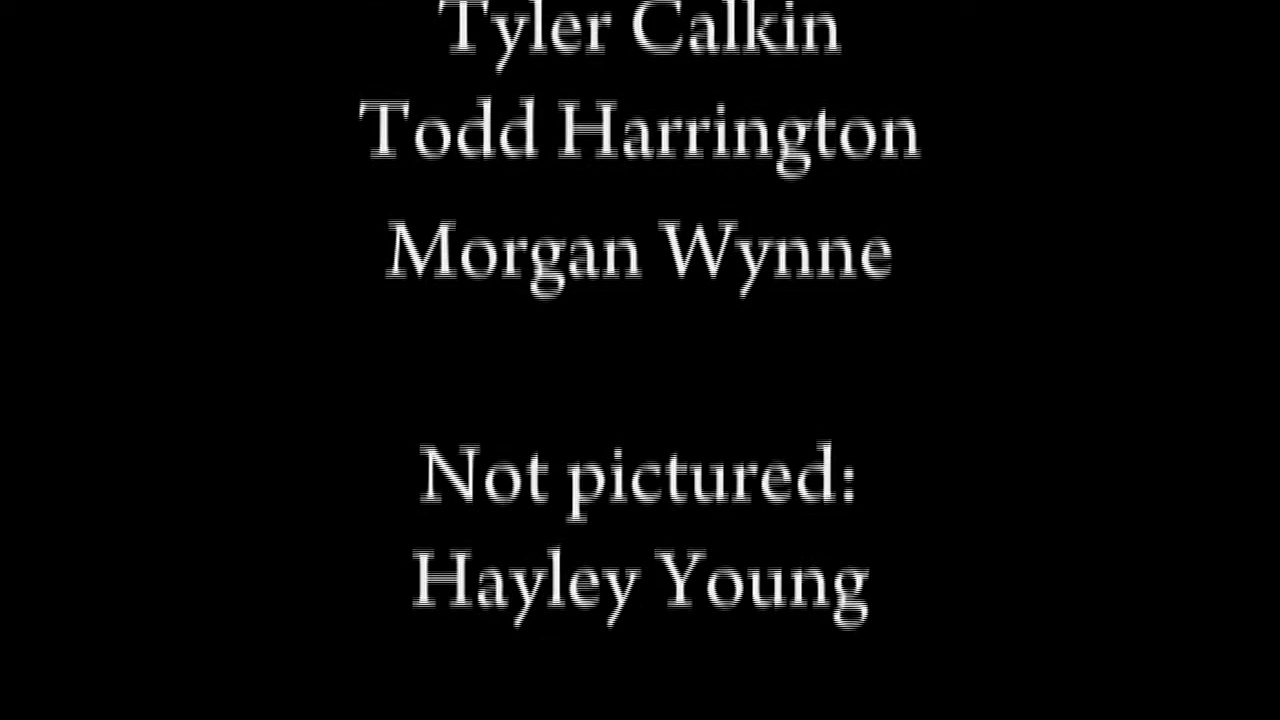 Tyler Calkin
Todd Harrington
Morgan Wynne
Not pictured:
Hayley Young